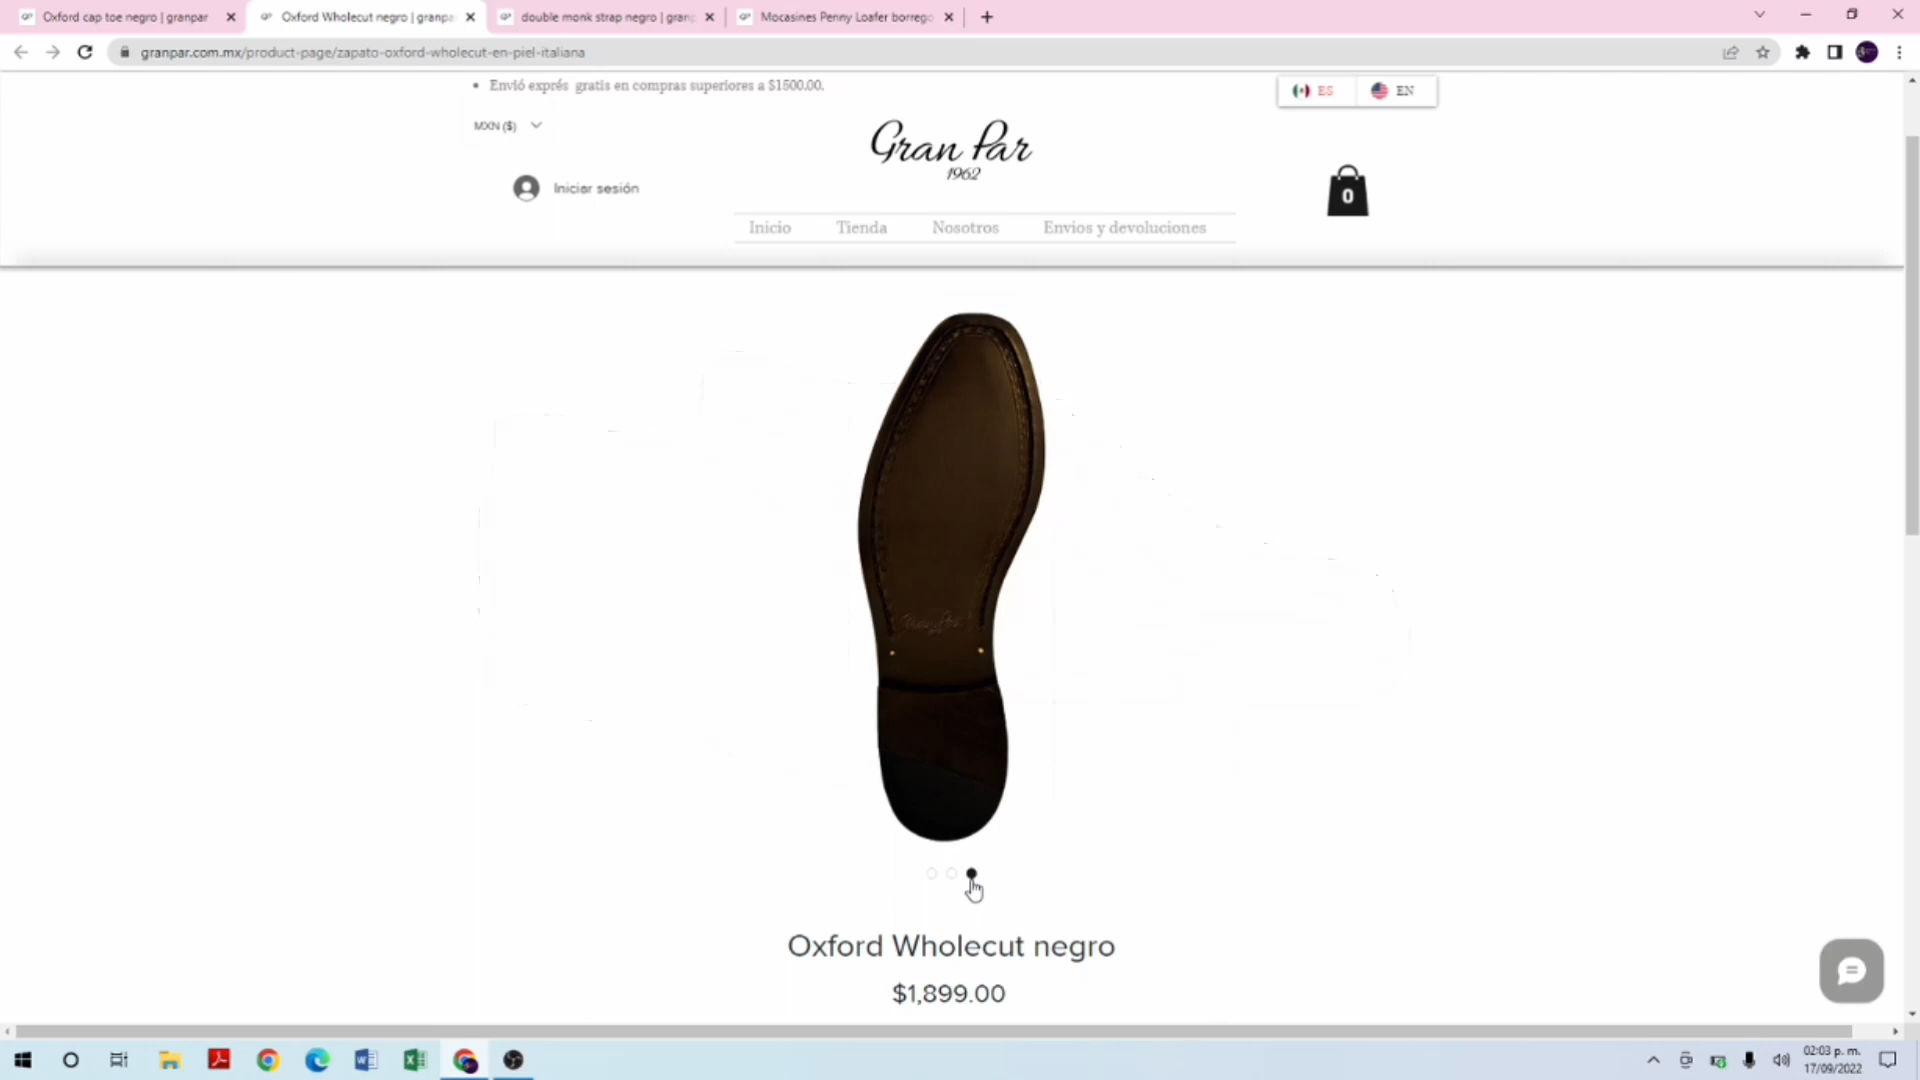 Oxford cap toe negro | granpar
Oxford Wholecut negro | granpa
double monk strap negro | gran
Mocasines Penny Loafer borrego
granpar.com.mx/product-page/zapato-oxford-wholecut-en-piel-italiana
Envió exprés gratis en compras superiores a $1500.00.
ES
EN
MXN ($)
Gran Par
1962
Iniciar sesión
0
Inicio
Tienda
Nosotros
Envios y devoluciones
Gran Par
Oxford Wholecut negro
$1,899.00
02:03 p. m.
17/09/2022